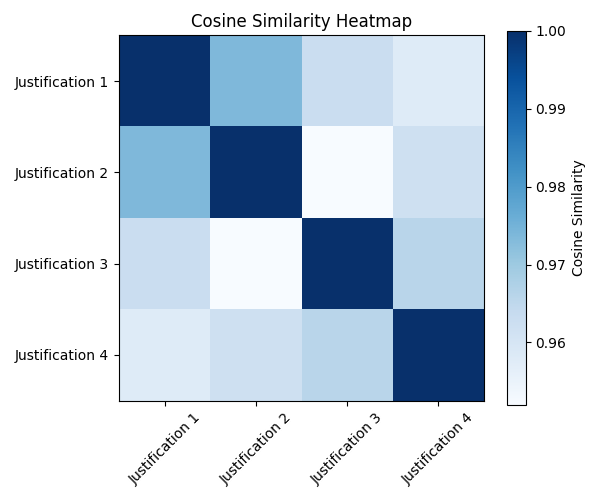 Cosine Similarity Heatmap
Justification 1
Justification 2
Justification 3
Justification 4
Justification 1
Justification 2
Justification 3
Justification 4
1.00
0.99
0.98
0.97
0.96
Cosine Similarity